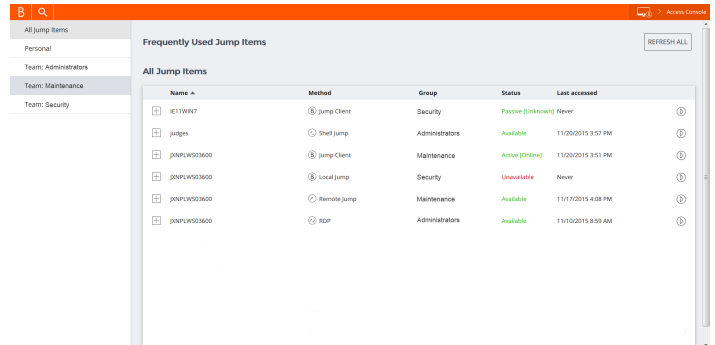 B
Access Console
All Jump Items
Personal
Team: Administrators
Team: Maintenance
Team: Security
Frequently Used Jump Items
REFRESH ALL
All Jump Items
Name Method Group Status Last accessed
IE11WIN7 B Jump Client Security Passive [Unknown] Never
judges Shell Jump Administrators Available 11/20/2015 3:57 PM
JXNPLWS03600 B Jump Client Maintenance Active [Online] 11/20/2015 3:51 PM
JXNPLWS03600 B Local Jump Security Unavailable Never
JXNPLWS03600 Remote Jump Maintenance Available 11/17/2015 4:08 PM
JXNPLWS03600 RDP Administrators Available 11/10/2015 8:59 AM